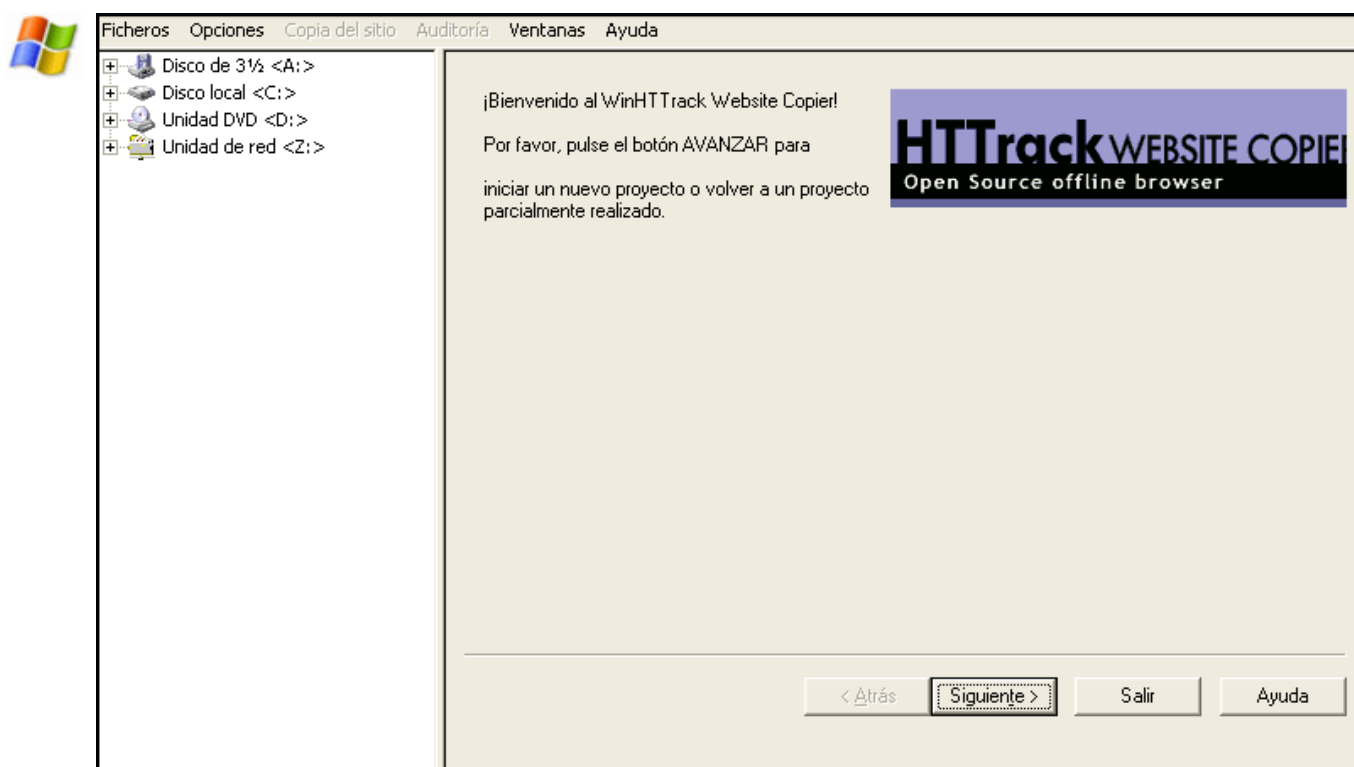 Ficheros Opciones Copia del sitio Auditoría Ventanas Ayuda
Disco de 3½ <A:>
Disco local <C:>
Unidad DVD <D:>
Unidad de red <Z:>
¡Bienvenido al WinHTTrack Website Copier!
Por favor, pulse el botón AVANZAR para
iniciar un nuevo proyecto o volver a un proyecto
parcialmente realizado.
HTTrack WEBSITE COPIER
Open Source offline browser
< Atrás Siguiente > Salir Ayuda